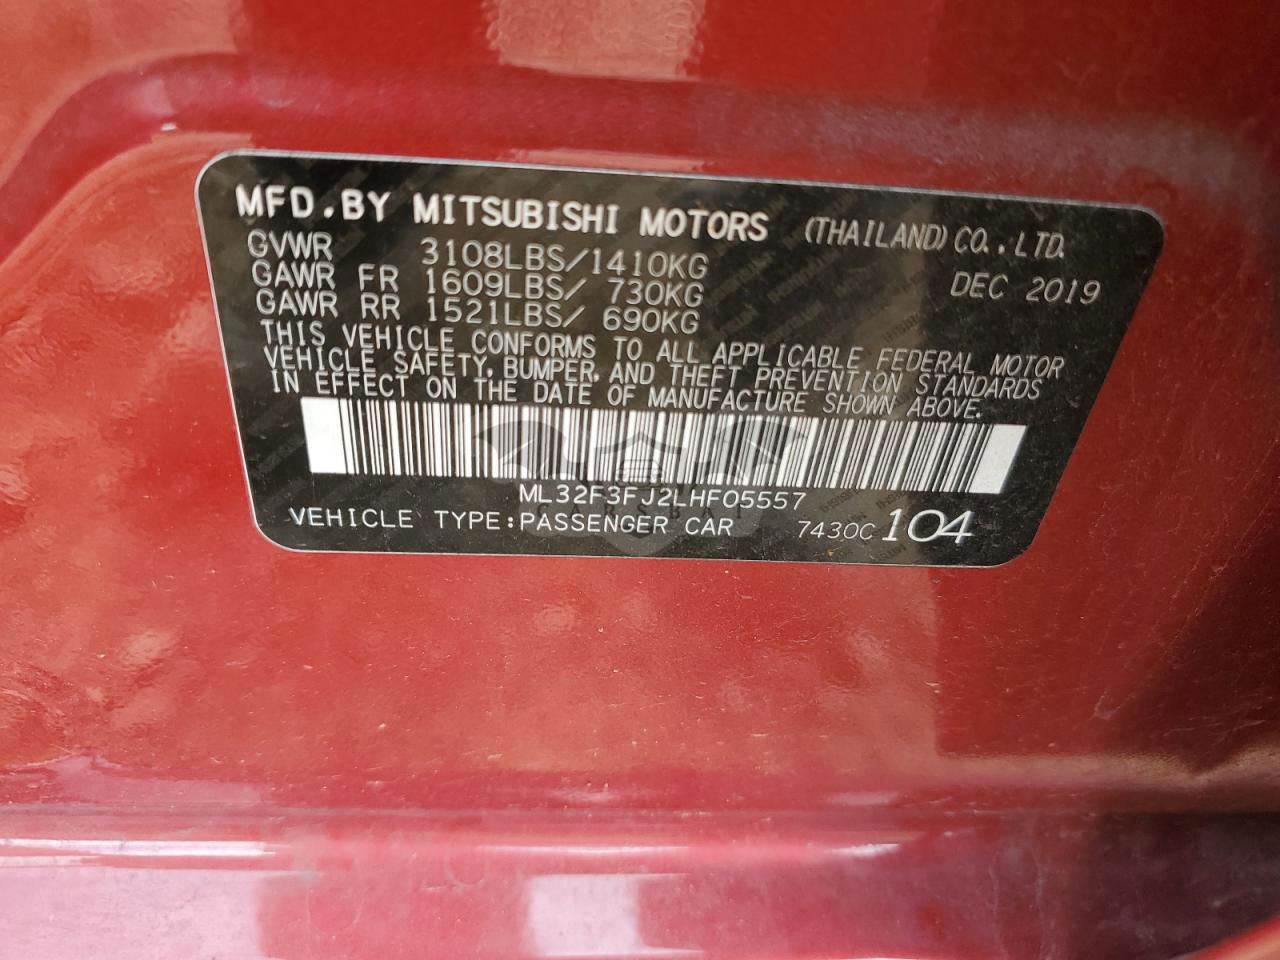 MFD.BY MITSUBISHI MOTORS (THAILAND) CO., LTD.
GVWR 3108LBS/1410KG DEC 2019
GAWR FR 1609LBS/ 730KG
GAWR RR 1521LBS/ 690KG
THIS VEHICLE CONFORMS TO ALL APPLICABLE FEDERAL MOTOR
VEHICLE SAFETY, BUMPER, AND THEFT PREVENTION STANDARDS
IN EFFECT ON THE DATE OF MANUFACTURE SHOWN ABOVE.
ML32F3FJ2LHF05557
CARSBAT
VEHICLE TYPE:PASSENGER CAR 7430C 104